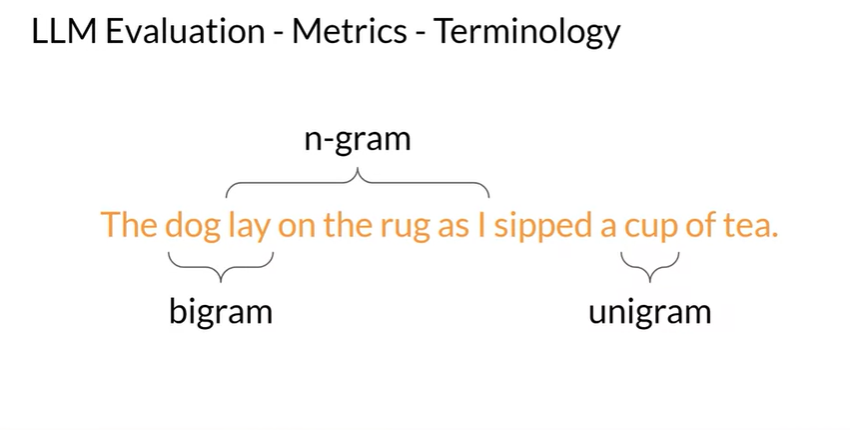 LLM Evaluation - Metrics - Terminology
n-gram
The dog lay on the rug as I sipped a cup of tea.
bigram
unigram